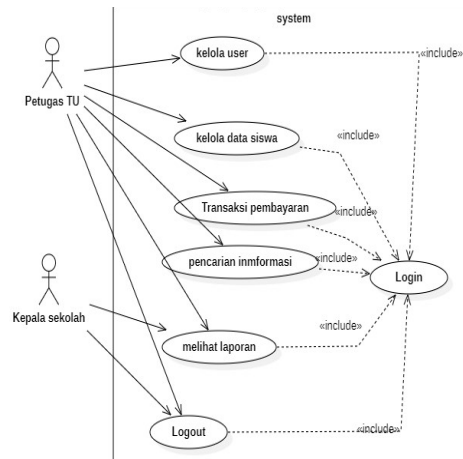 system
kelola user
«include»
Petugas TU
kelola data siswa
«include»
Transaksi pembayaran
«include»
pencarian inmformasi
«include»
Login
Kepala sekolah
«include»
melihat laporan
Logout
«include»